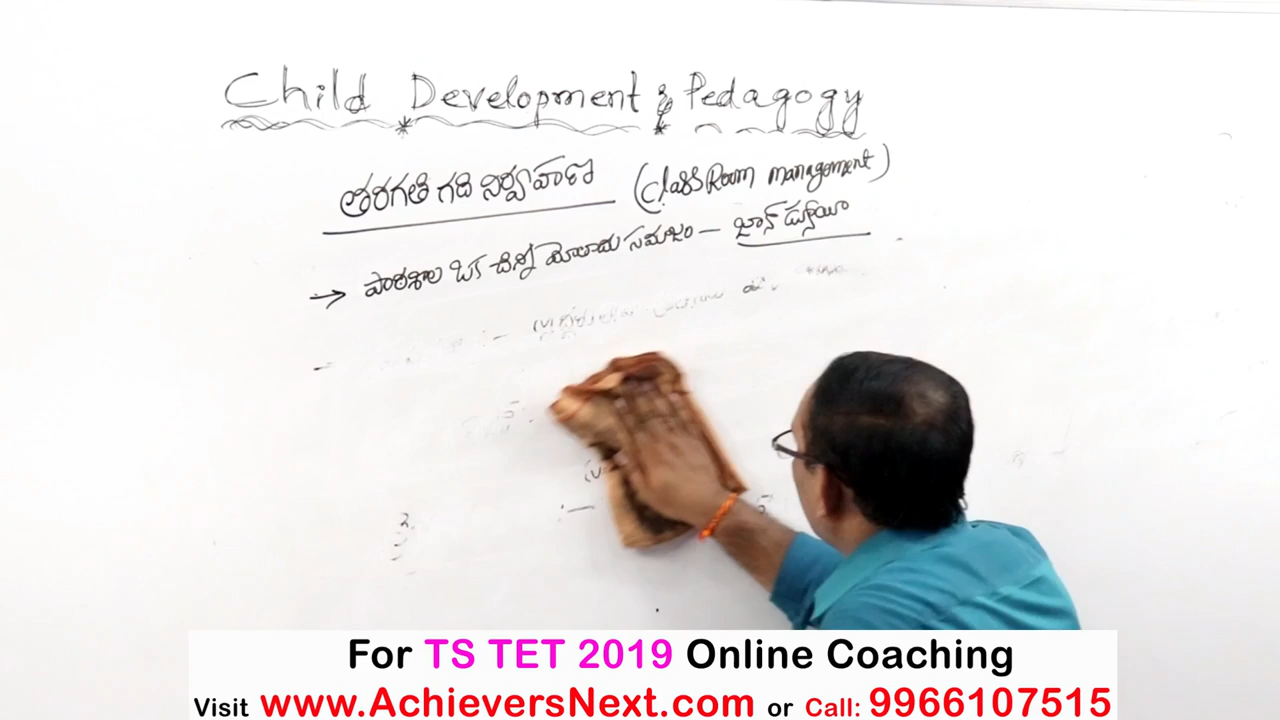 Child Development & Pedagogy
తరగతి గది నిర్వహణ (Class Room management)
→ పాఠశాల ఒక చిన్న మోలాదు సమాజం – జాన్ డ్యూయీ
For TS TET 2019 Online Coaching
Visit www.AchieversNext.com or Call: 9966107515